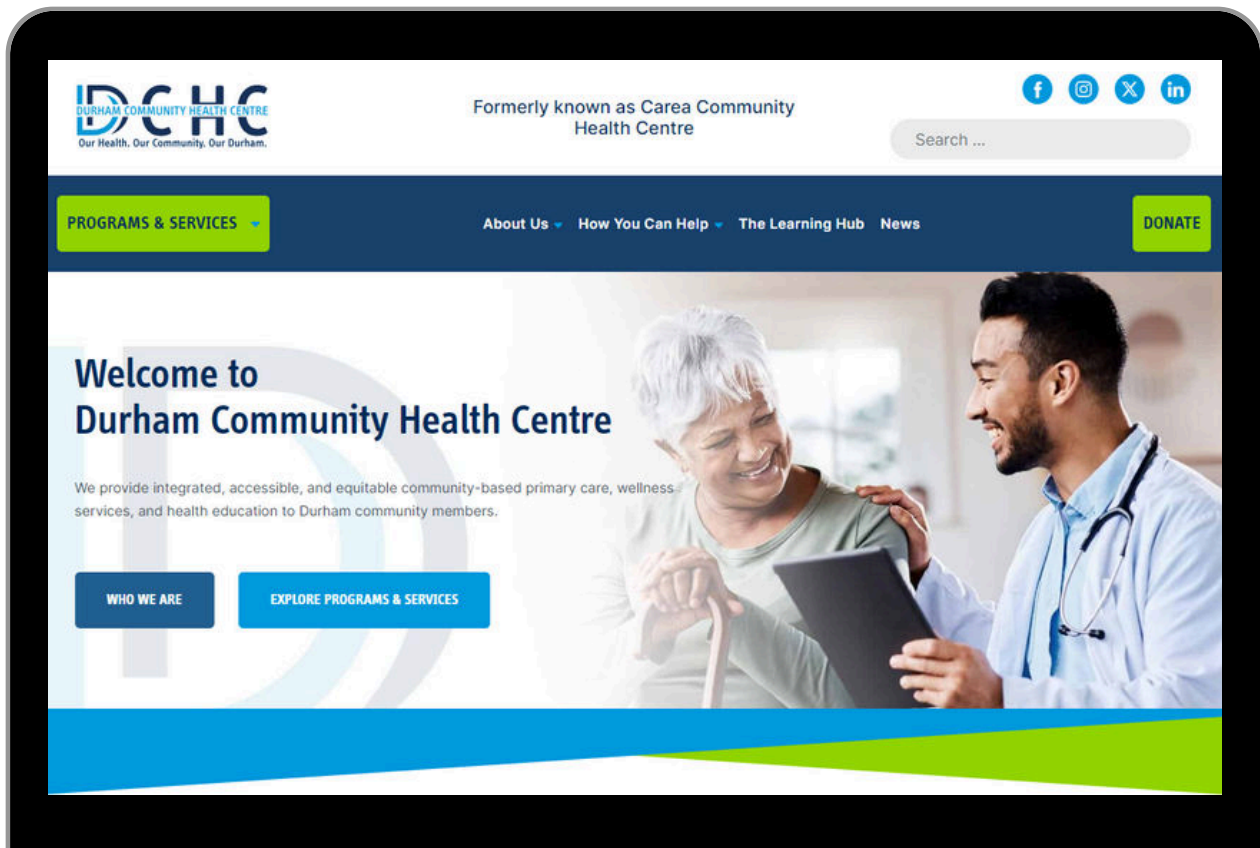 DCHC
DURHAM COMMUNITY HEALTH CENTRE
Our Health. Our Community. Our Durham.
Formerly known as Carea Community
Health Centre
f X in
Search ...
PROGRAMS & SERVICES
About Us How You Can Help The Learning Hub News
DONATE
Welcome to
Durham Community Health Centre
We provide integrated, accessible, and equitable community-based primary care, wellness
services, and health education to Durham community members.
WHO WE ARE
EXPLORE PROGRAMS & SERVICES